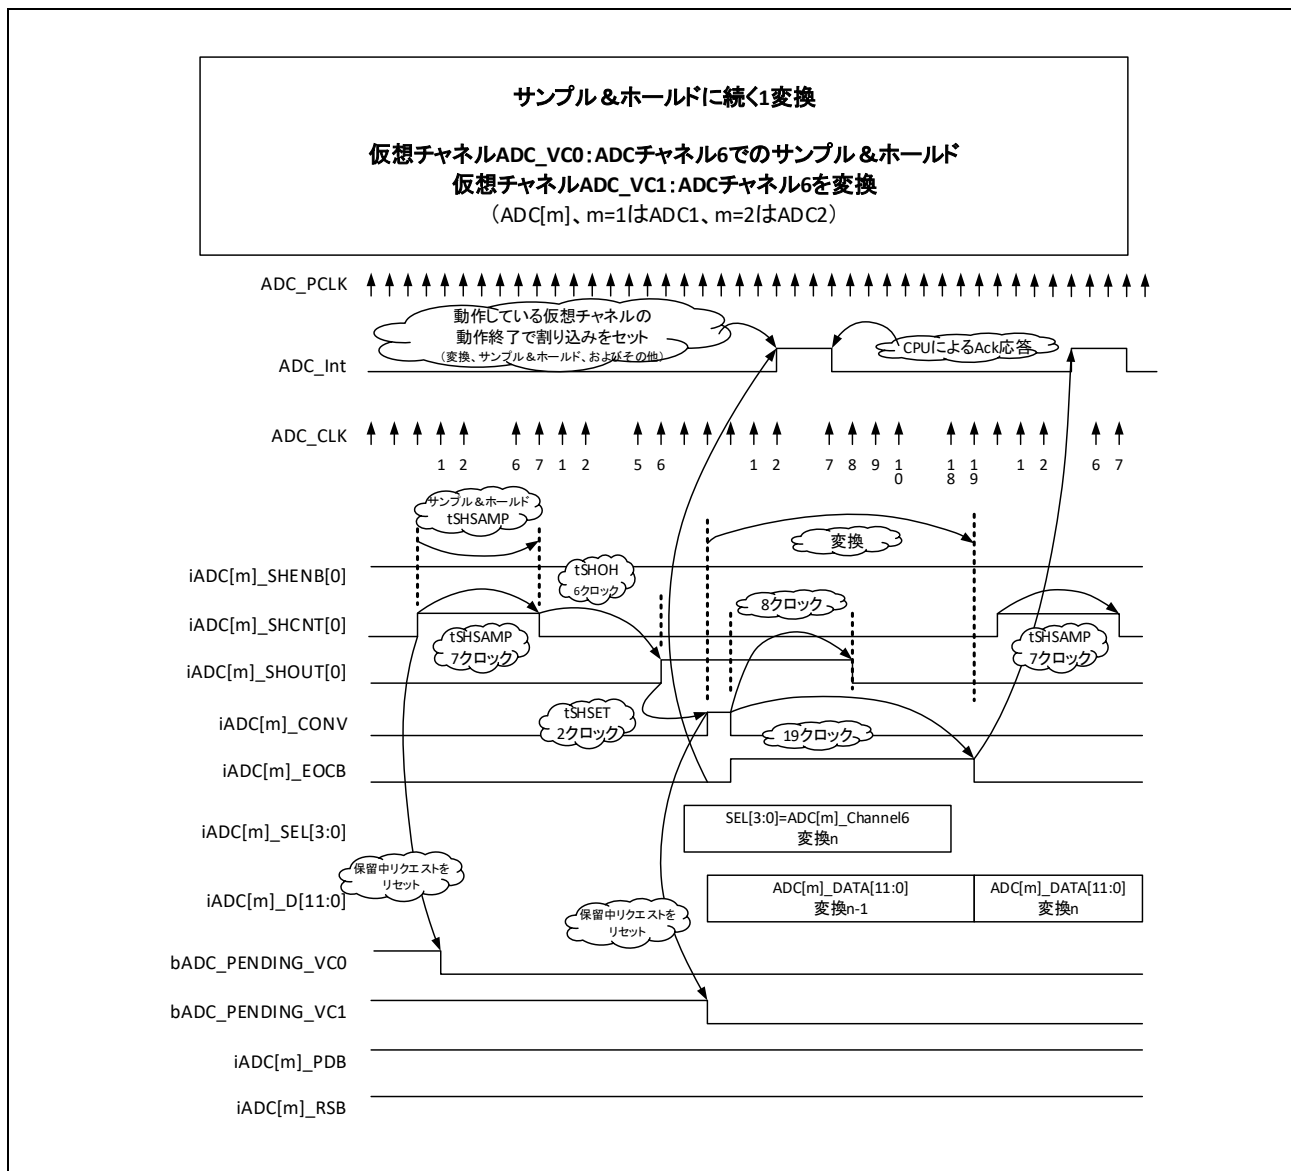 サンプル＆ホールドに続く1変換
仮想チャネルADC_VC0：ADCチャネル6でのサンプル＆ホールド
仮想チャネルADC_VC1：ADCチャネル6を変換
（ADC[m]、m=1はADC1、m=2はADC2）
ADC_PCLK
動作している仮想チャネルの
動作終了で割り込みをセット
（変換、サンプル＆ホールド、およびその他）
CPUによるAck応答
ADC_Int
ADC_CLK
1 2 6 7 1 2 5 6 1 2 7 8 9 10 18 19 1 2 6 7
サンプル＆ホールド
tSHSAMP
変換
iADC[m]_SHENB[0]
tSHOH
6クロック
8クロック
iADC[m]_SHCNT[0]
tSHSAMP
7クロック
tSHSAMP
7クロック
iADC[m]_SHOUT[0]
iADC[m]_CONV
tSHSET
2クロック
19クロック
iADC[m]_EOCB
iADC[m]_SEL[3:0]
SEL[3:0]=ADC[m]_Channel6
変換n
保留中リクエストを
リセット
iADC[m]_D[11:0]
ADC[m]_DATA[11:0]
変換n-1
ADC[m]_DATA[11:0]
変換n
保留中リクエストを
リセット
bADC_PENDING_VC0
bADC_PENDING_VC1
iADC[m]_PDB
iADC[m]_RSB